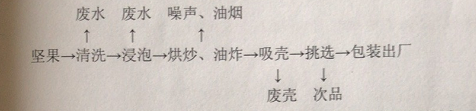 废水 废水 噪声、油烟
↑ ↑ ↑
坚果→清洗→浸泡→烘炒、油炸→吸壳→挑选→包装出厂
↓ ↓
废壳 次品